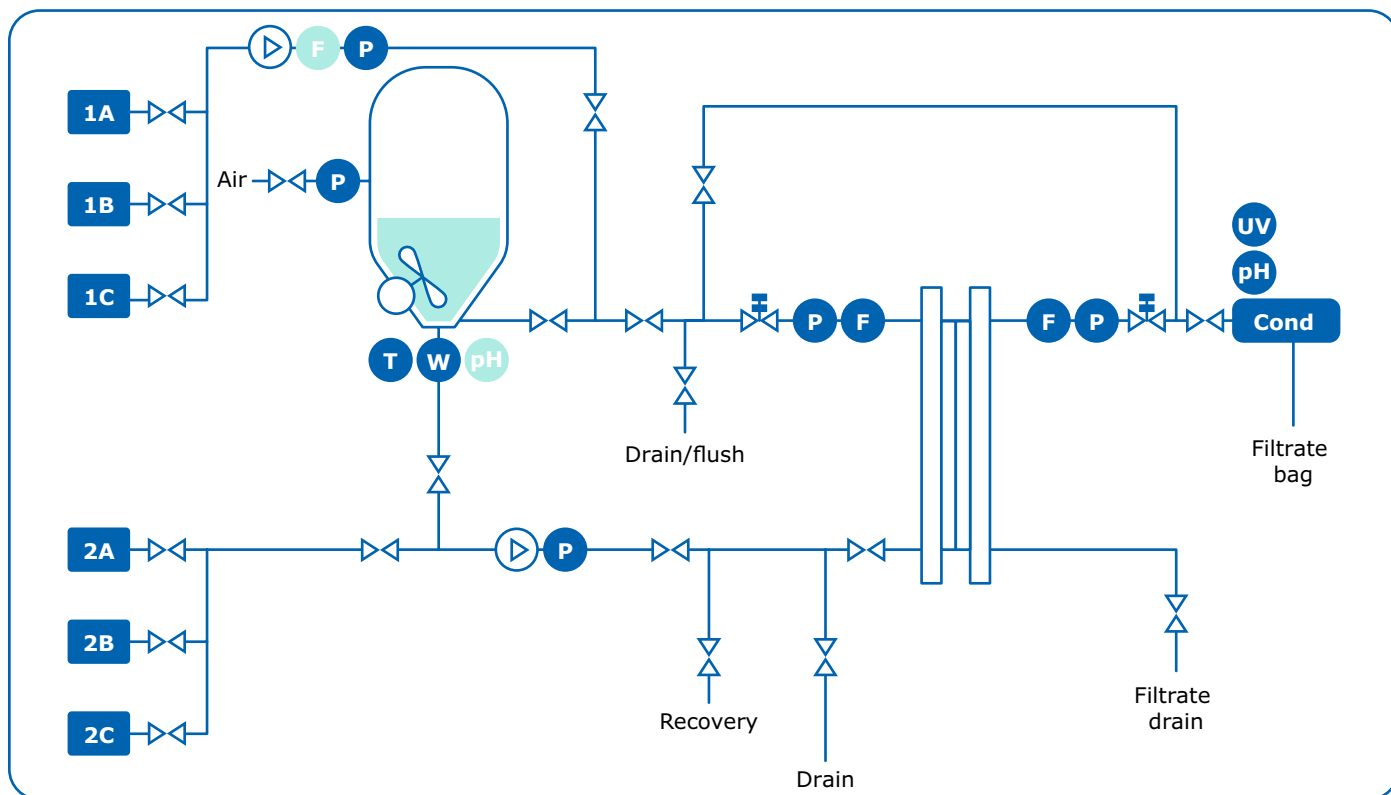 F
P
1A
Air
P
1B
1C
UV
pH
P
F
F
P
Cond
T
W
pH
Drain/flush
Filtrate
bag
2A
P
2B
2C
Recovery
Filtrate
drain
Drain